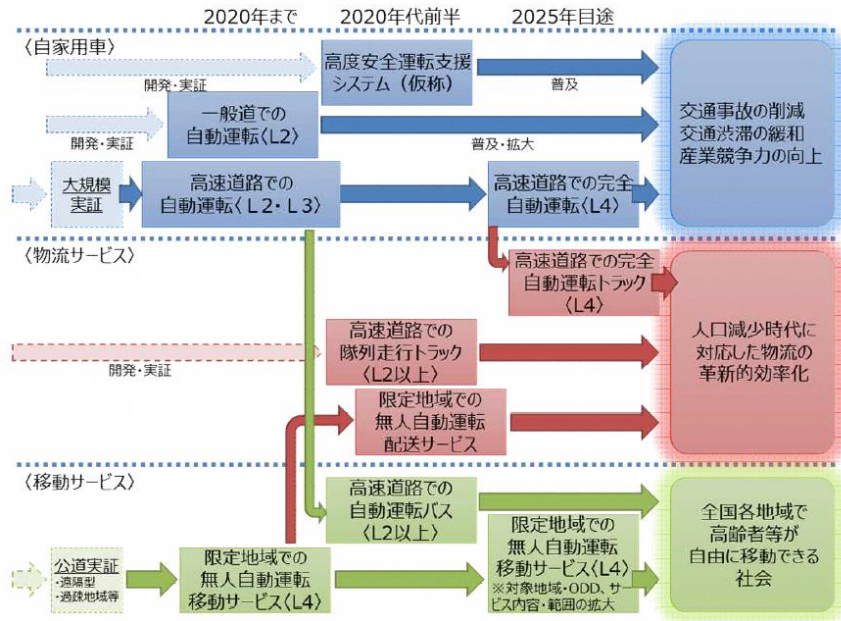 2020年まで
2020年代前半
2025年目途
〈自家用車〉
開発・実証
高度安全運転支援
システム（仮称）
普及
開発・実証
一般道での
自動運転〈L2〉
普及・拡大
大規模
実証
高速道路での
自動運転〈Ｌ２・Ｌ３〉
高速道路での完全
自動運転〈L4〉
交通事故の削減
交通渋滞の緩和
産業競争力の向上
〈物流サービス〉
高速道路での完全
自動運転トラック
〈L4〉
開発・実証
高速道路での
隊列走行トラック
〈L2以上〉
限定地域での
無人自動運転
配送サービス
人口減少時代に
対応した物流の
革新的効率化
〈移動サービス〉
高速道路での
自動運転バス
〈L2以上〉
公道実証
・遠隔型
・過疎地域等
限定地域での
無人自動運転
移動サービス〈L4〉
限定地域での
無人自動運転
移動サービス〈L4〉
※対象地域・ODD、サー
ビス内容・範囲の拡大
全国各地域で
高齢者等が
自由に移動できる
社会